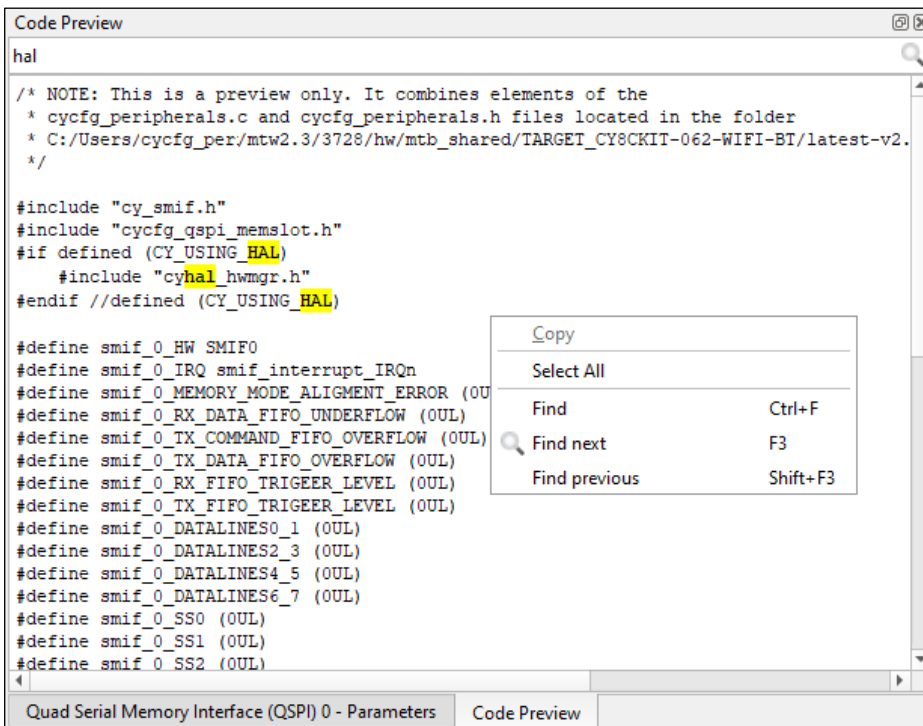 Code Preview
hal
/* NOTE: This is a preview only. It combines elements of the
 * cycfg_peripherals.c and cycfg_peripherals.h files located in the folder
 * C:/Users/cycfg_per:/mtw2.3/3728/hw/mtb_shared/TARGET_CY8CKIT-062-WIFI-BT/latest-v2.
 */
#include "cy_smif.h"
#include "cycfg_qspi_memslot.h"
#if defined (CY_USING_HAL)
    #include "cyhal_hwmgr.h"
#endif //defined (CY_USING_HAL)
#define smif_0_HW SMIF0
#define smif_0_IRQ smif_interrupt_IRQn
#define smif_0_MEMORY_MODE_ALIGMENT_ERROR (0U
#define smif_0_RX_DATA_FIFO_UNDERFLOW (0UL)
#define smif_0_TX_COMMAND_FIFO_OVERFLOW (0UL)
#define smif_0_TX_DATA_FIFO_OVERFLOW (0UL)
#define smif_0_RX_FIFO_TRIGEER_LEVEL (0UL)
#define smif_0_TX_FIFO_TRIGEER_LEVEL (0UL)
#define smif_0_DATALINES0_1 (0UL)
#define smif_0_DATALINES2_3 (0UL)
#define smif_0_DATALINES4_5 (0UL)
#define smif_0_DATALINES6_7 (0UL)
#define smif_0_SS0 (0UL)
#define smif_0_SS1 (0UL)
#define smif_0_SS2 (0UL)
Copy
Select All
Find Ctrl+F
Find next F3
Find previous Shift+F3
Quad Serial Memory Interface (QSPI) 0 - Parameters
Code Preview